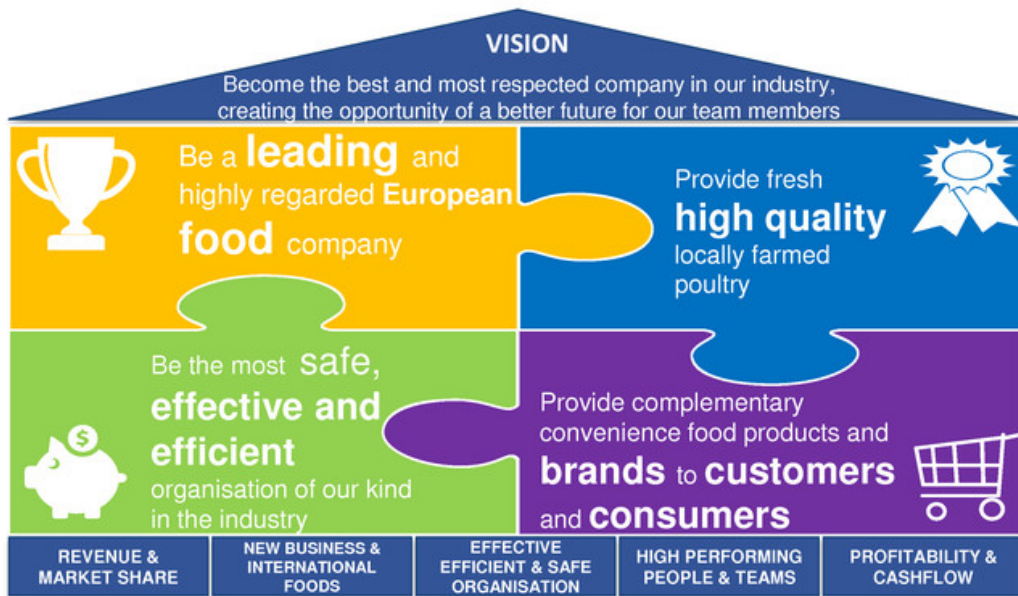 VISION
Become the best and most respected company in our industry,
creating the opportunity of a better future for our team members
Be a leading and
highly regarded European
food company
Provide fresh
high quality
locally farmed
poultry
Be the most safe,
effective and
efficient
organisation of our kind
in the industry
$
Provide complementary
convenience food products and
brands to customers
and consumers
REVENUE &
MARKET SHARE
NEW BUSINESS &
INTERNATIONAL
FOODS
EFFECTIVE
EFFICIENT & SAFE
ORGANISATION
HIGH PERFORMING
PEOPLE & TEAMS
PROFITABILITY &
CASHFLOW